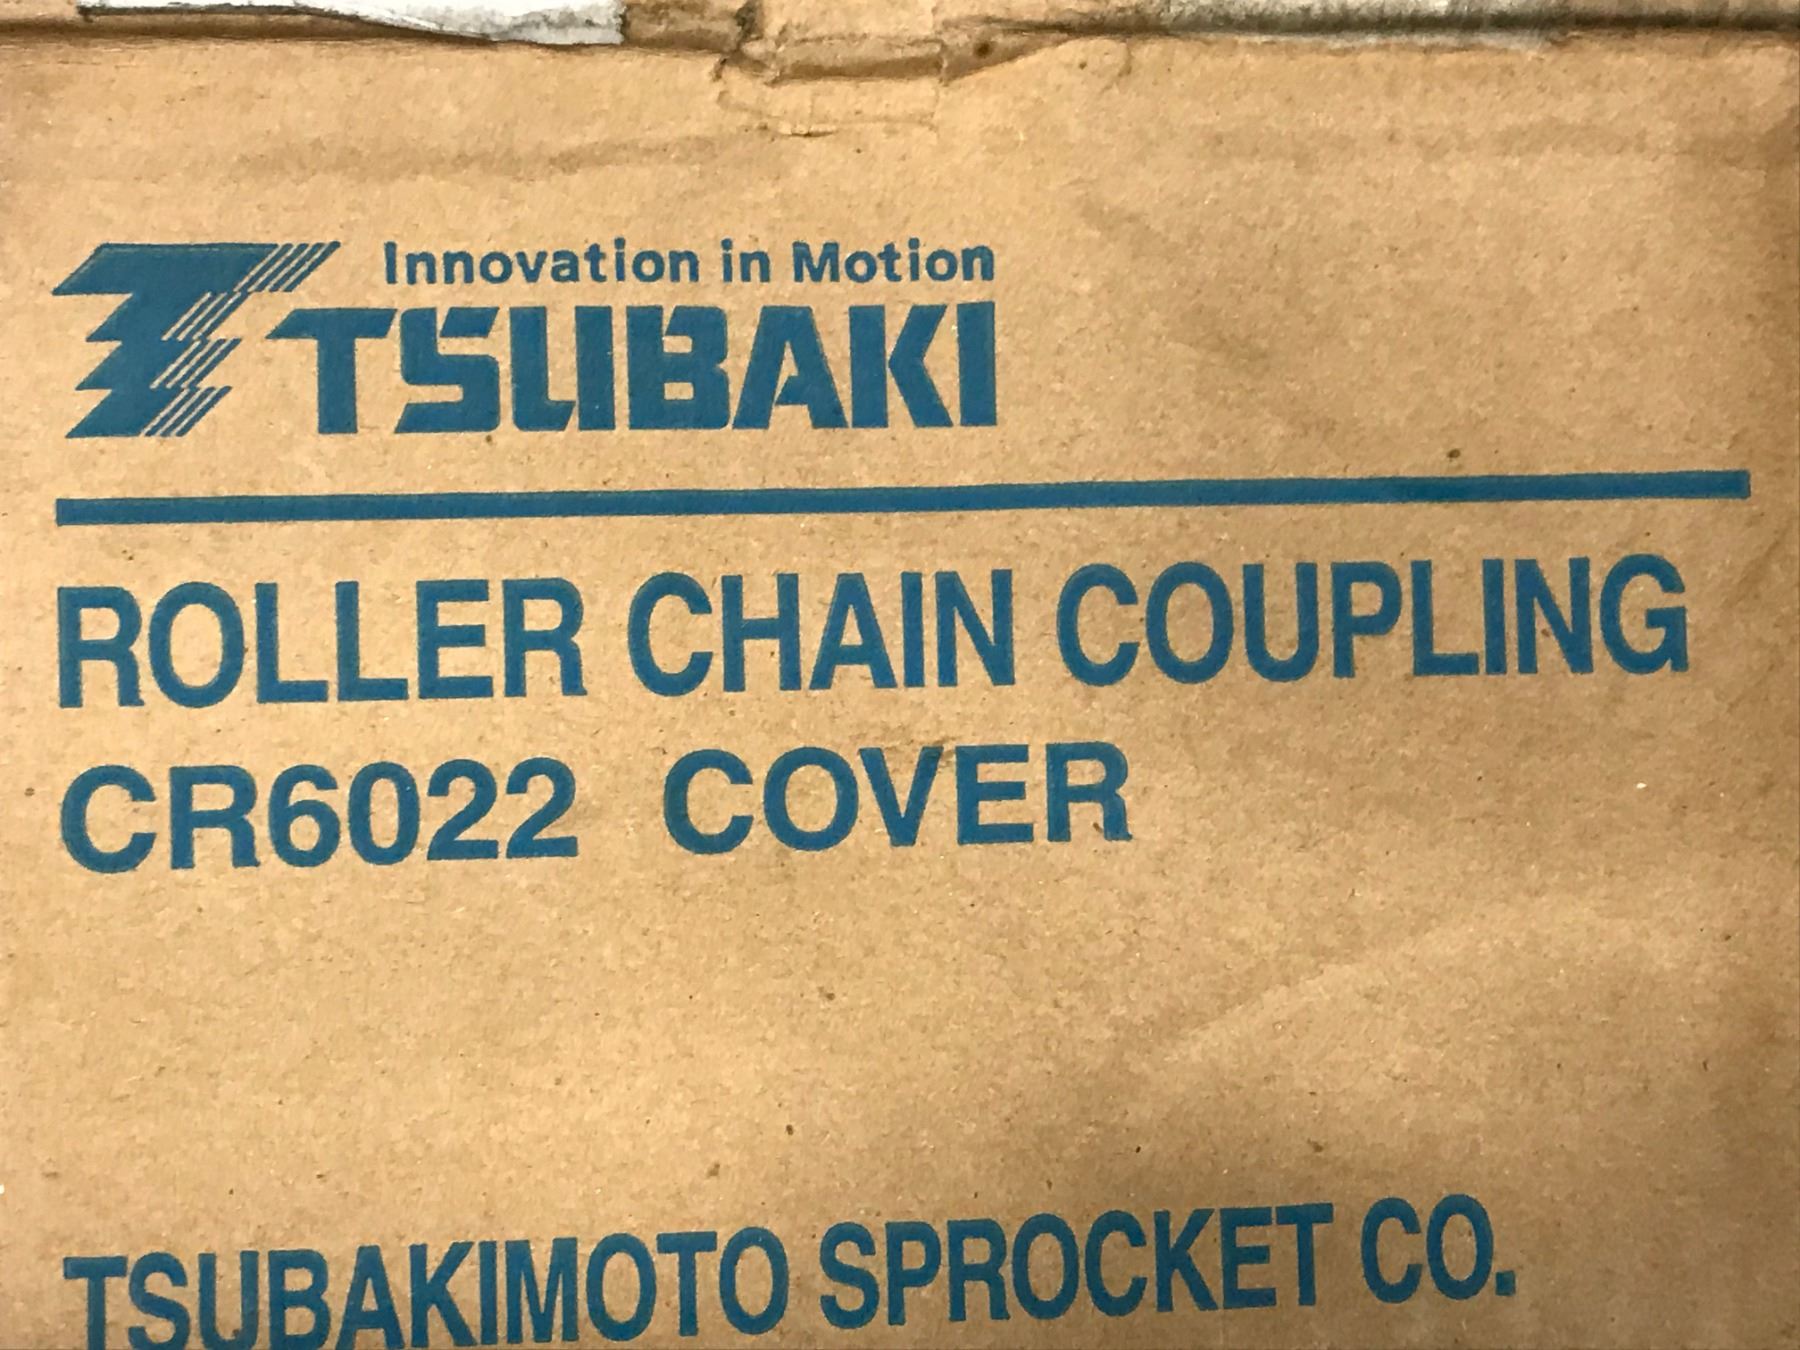 Innovation in Motion
TSUBAKI
ROLLER CHAIN COUPLING
CR6022 COVER
TSUBAKIMOTO SPROCKET CO.